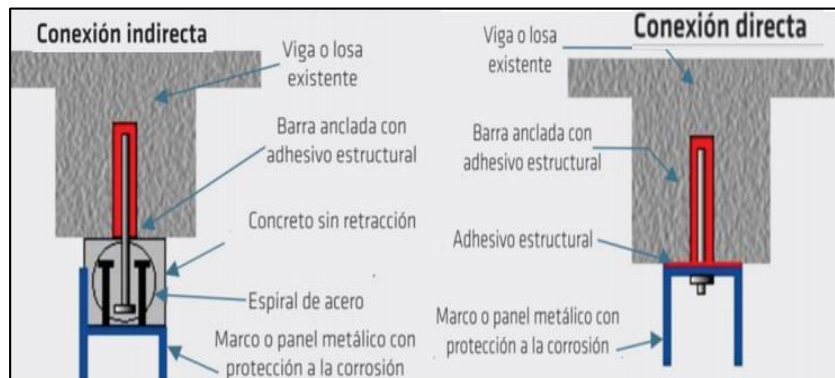 Conexión indirecta
Viga o losa
existente
Barra anclada con
adhesivo estructural
Concreto sin retracción
Espiral de acero
Marco o panel metálico con
protección a la corrosión
Conexión directa
Viga o losa
existente
Barra anclada con
adhesivo estructural
Adhesivo estructural
Marco o panel metálico con
protección a la corrosión